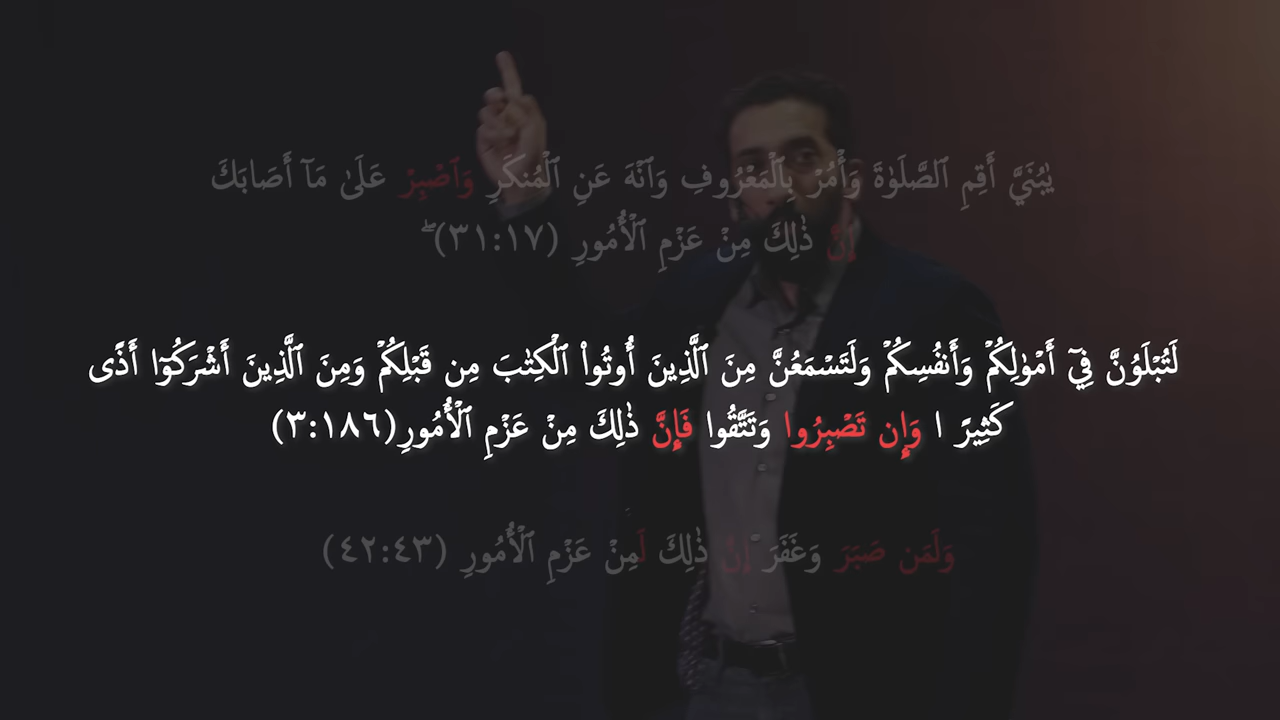 يَٰبُنَيَّ أَقِمِ ٱلصَّلَوٰةَ وَأْمُرْ بِٱلْمَعْرُوفِ وَٱنْهَ عَنِ ٱلْمُنكَرِ وَٱصْبِرْ عَلَىٰ مَآ أَصَابَكَ
إِنَّ ذَٰلِكَ مِنْ عَزْمِ ٱلْأُمُورِ (٣١:١٧) ۖ
لَتُبْلَوُنَّ فِىٓ أَمْوَٰلِكُمْ وَأَنفُسِكُمْ وَلَتَسْمَعُنَّ مِنَ ٱلَّذِينَ أُوتُوا۟ ٱلْكِتَٰبَ مِن قَبْلِكُمْ وَمِنَ ٱلَّذِينَ أَشْرَكُوٓا أَذًى
كَثِيرً ا وَإِن تَصْبِرُوا وَتَتَّقُوا فَإِنَّ ذَٰلِكَ مِنْ عَزْمِ ٱلْأُمُورِ(٣:١٨٦)
وَلَمَن صَبَرَ وَغَفَرَ إِنَّ ذَٰلِكَ لَمِنْ عَزْمِ ٱلْأُمُورِ (٤٢:٤٣)